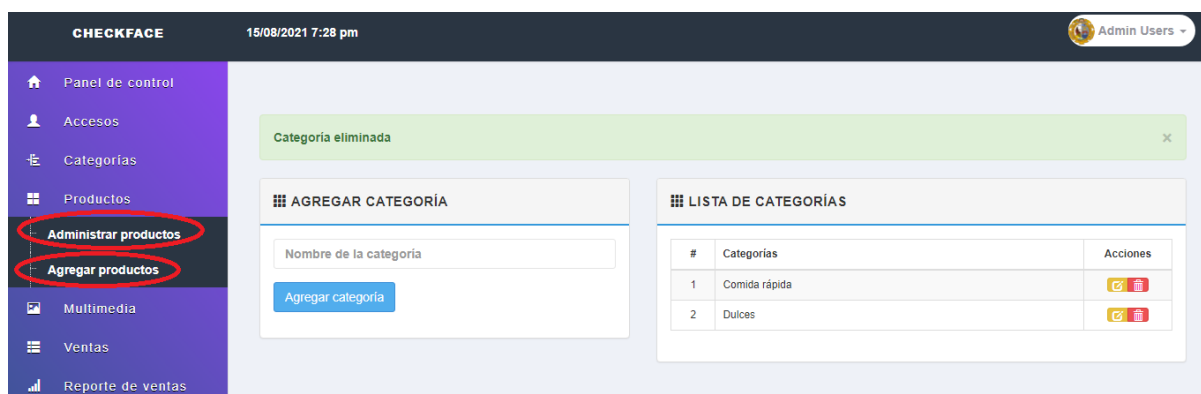 CHECKFACE
15/08/2021 7:28 pm
Admin Users
Panel de control
Accesos
Categorías
Productos
Administrar productos
Agregar productos
Multimedia
Ventas
Reporte de ventas
Categoría eliminada
×
AGREGAR CATEGORÍA
Nombre de la categoría
Agregar categoría
LISTA DE CATEGORÍAS
# Categorías Acciones
1 Comida rápida
2 Dulces